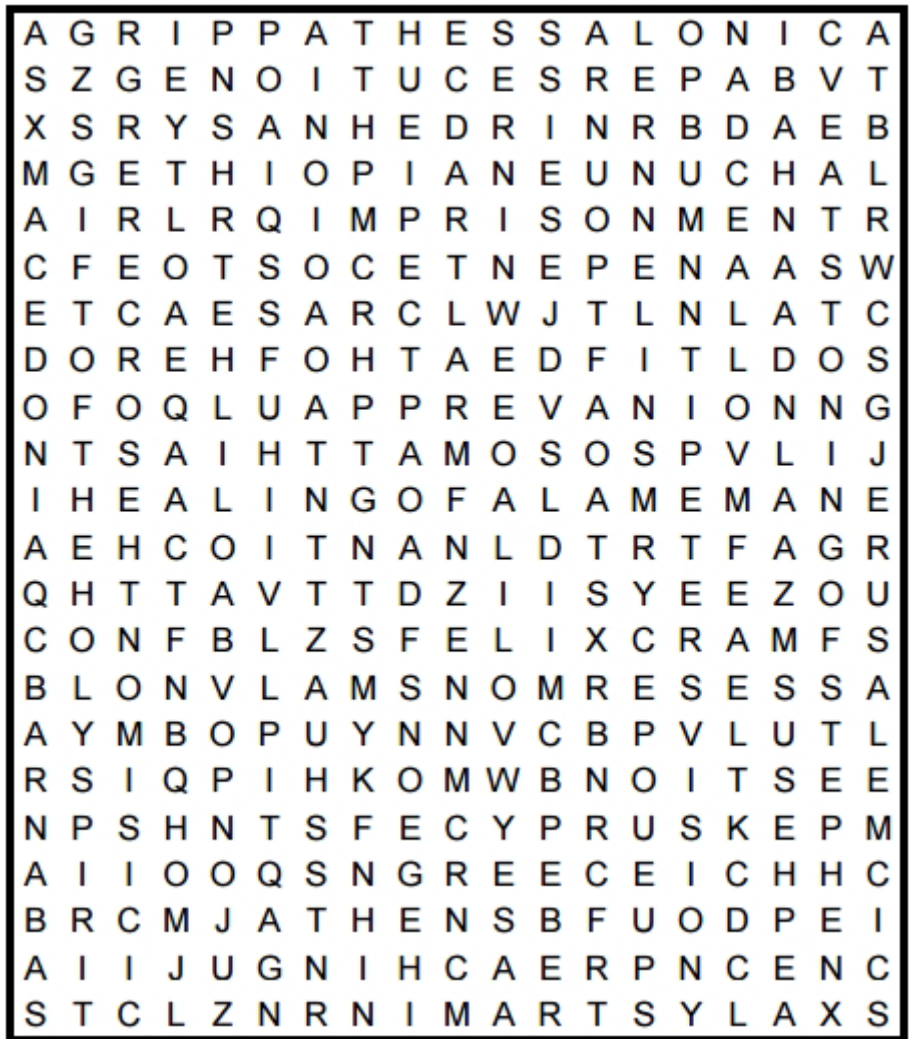 A G R I P P A T H E S S A L O N I C A
S Z G E N O I T U C E S R E P A B V T
X S R Y S A N H E D R I N R B D A E B
M G E T H I O P I A N E U N U C H A L
A I R L R Q I M P R I S O N M E N T R
C F E O T S O C E T N E P E N A A S W
E T C A E S A R C L W J T L N L A T C
D O R E H F O H T A E D F I T L D O S
O F O Q L U A P P R E V A N I O N N G
N T S A I H T T A M O S O S P V L I J
I H E A L I N G O F A L A M E M A N E
A E H C O I T N A N L D T R T F A G R
Q H T T A V T T D Z I I S Y E E Z O U
C O N F B L Z S F E L I X C R A M F S
B L O N V L A M S N O M R E S E S S A
A Y M B O P U Y N N V C B P V L U T L
R S I Q P I H K O M W B N O I T S E E
N P S H N T S F E C Y P R U S K E P M
A I I O O Q S N G R E E C E I C H H C
B R C M J A T H E N S B F U O D P E I
A I I J U G N I H C A E R P N C E N C
S T C L Z N R N I M A R T S Y L A X S